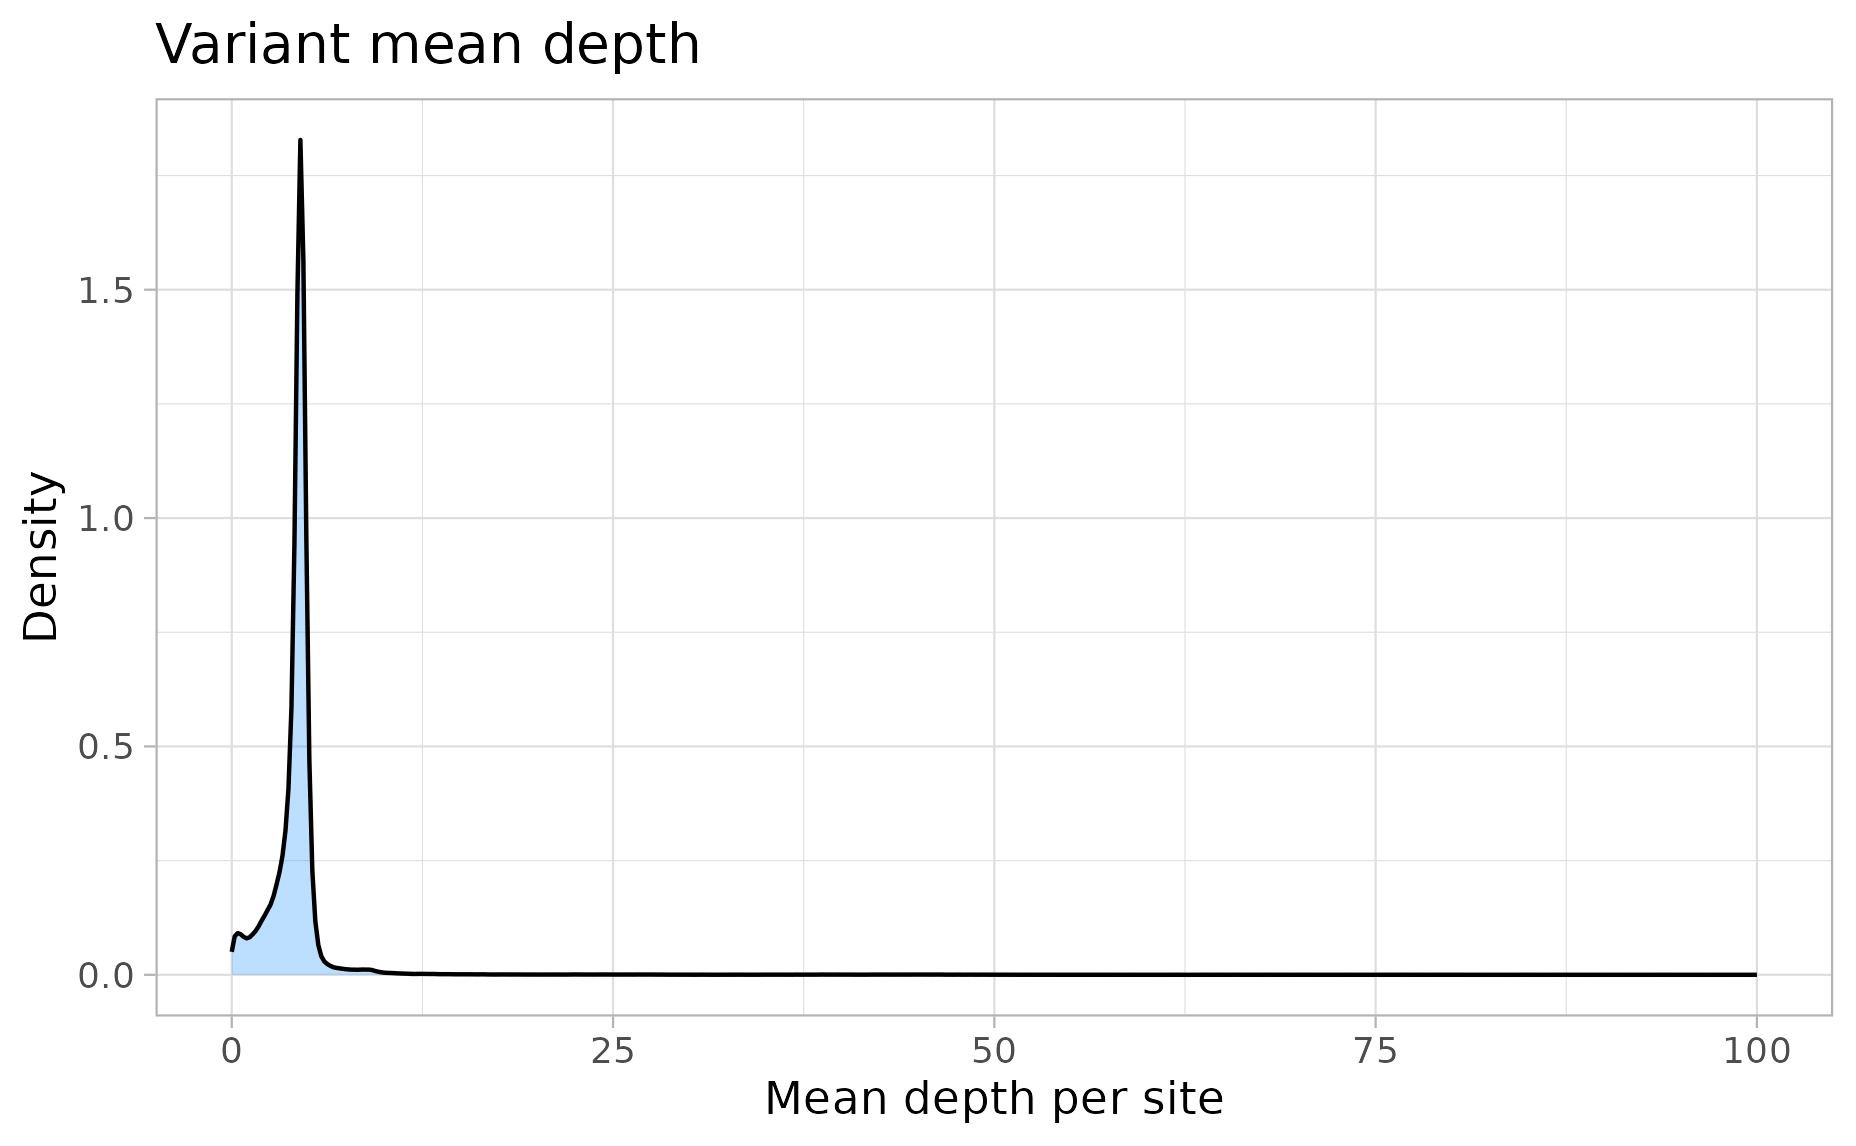 Variant mean depth
1.5
1.0
0.5
0.0
Density
0 25 50 75 100
Mean depth per site